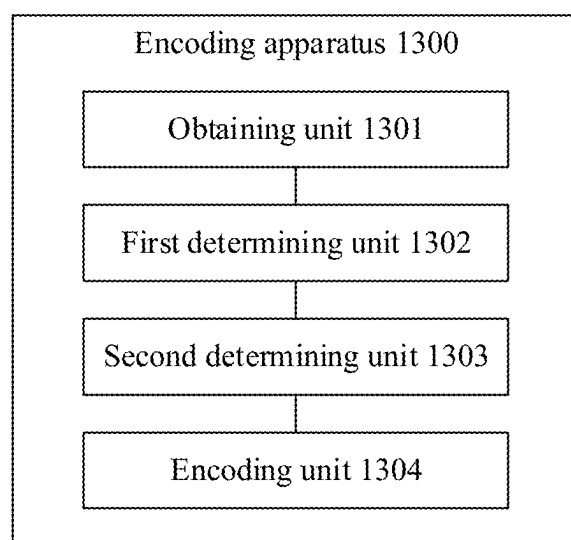 Encoding apparatus 1300
Obtaining unit 1301
First determining unit 1302
Second determining unit 1303
Encoding unit 1304